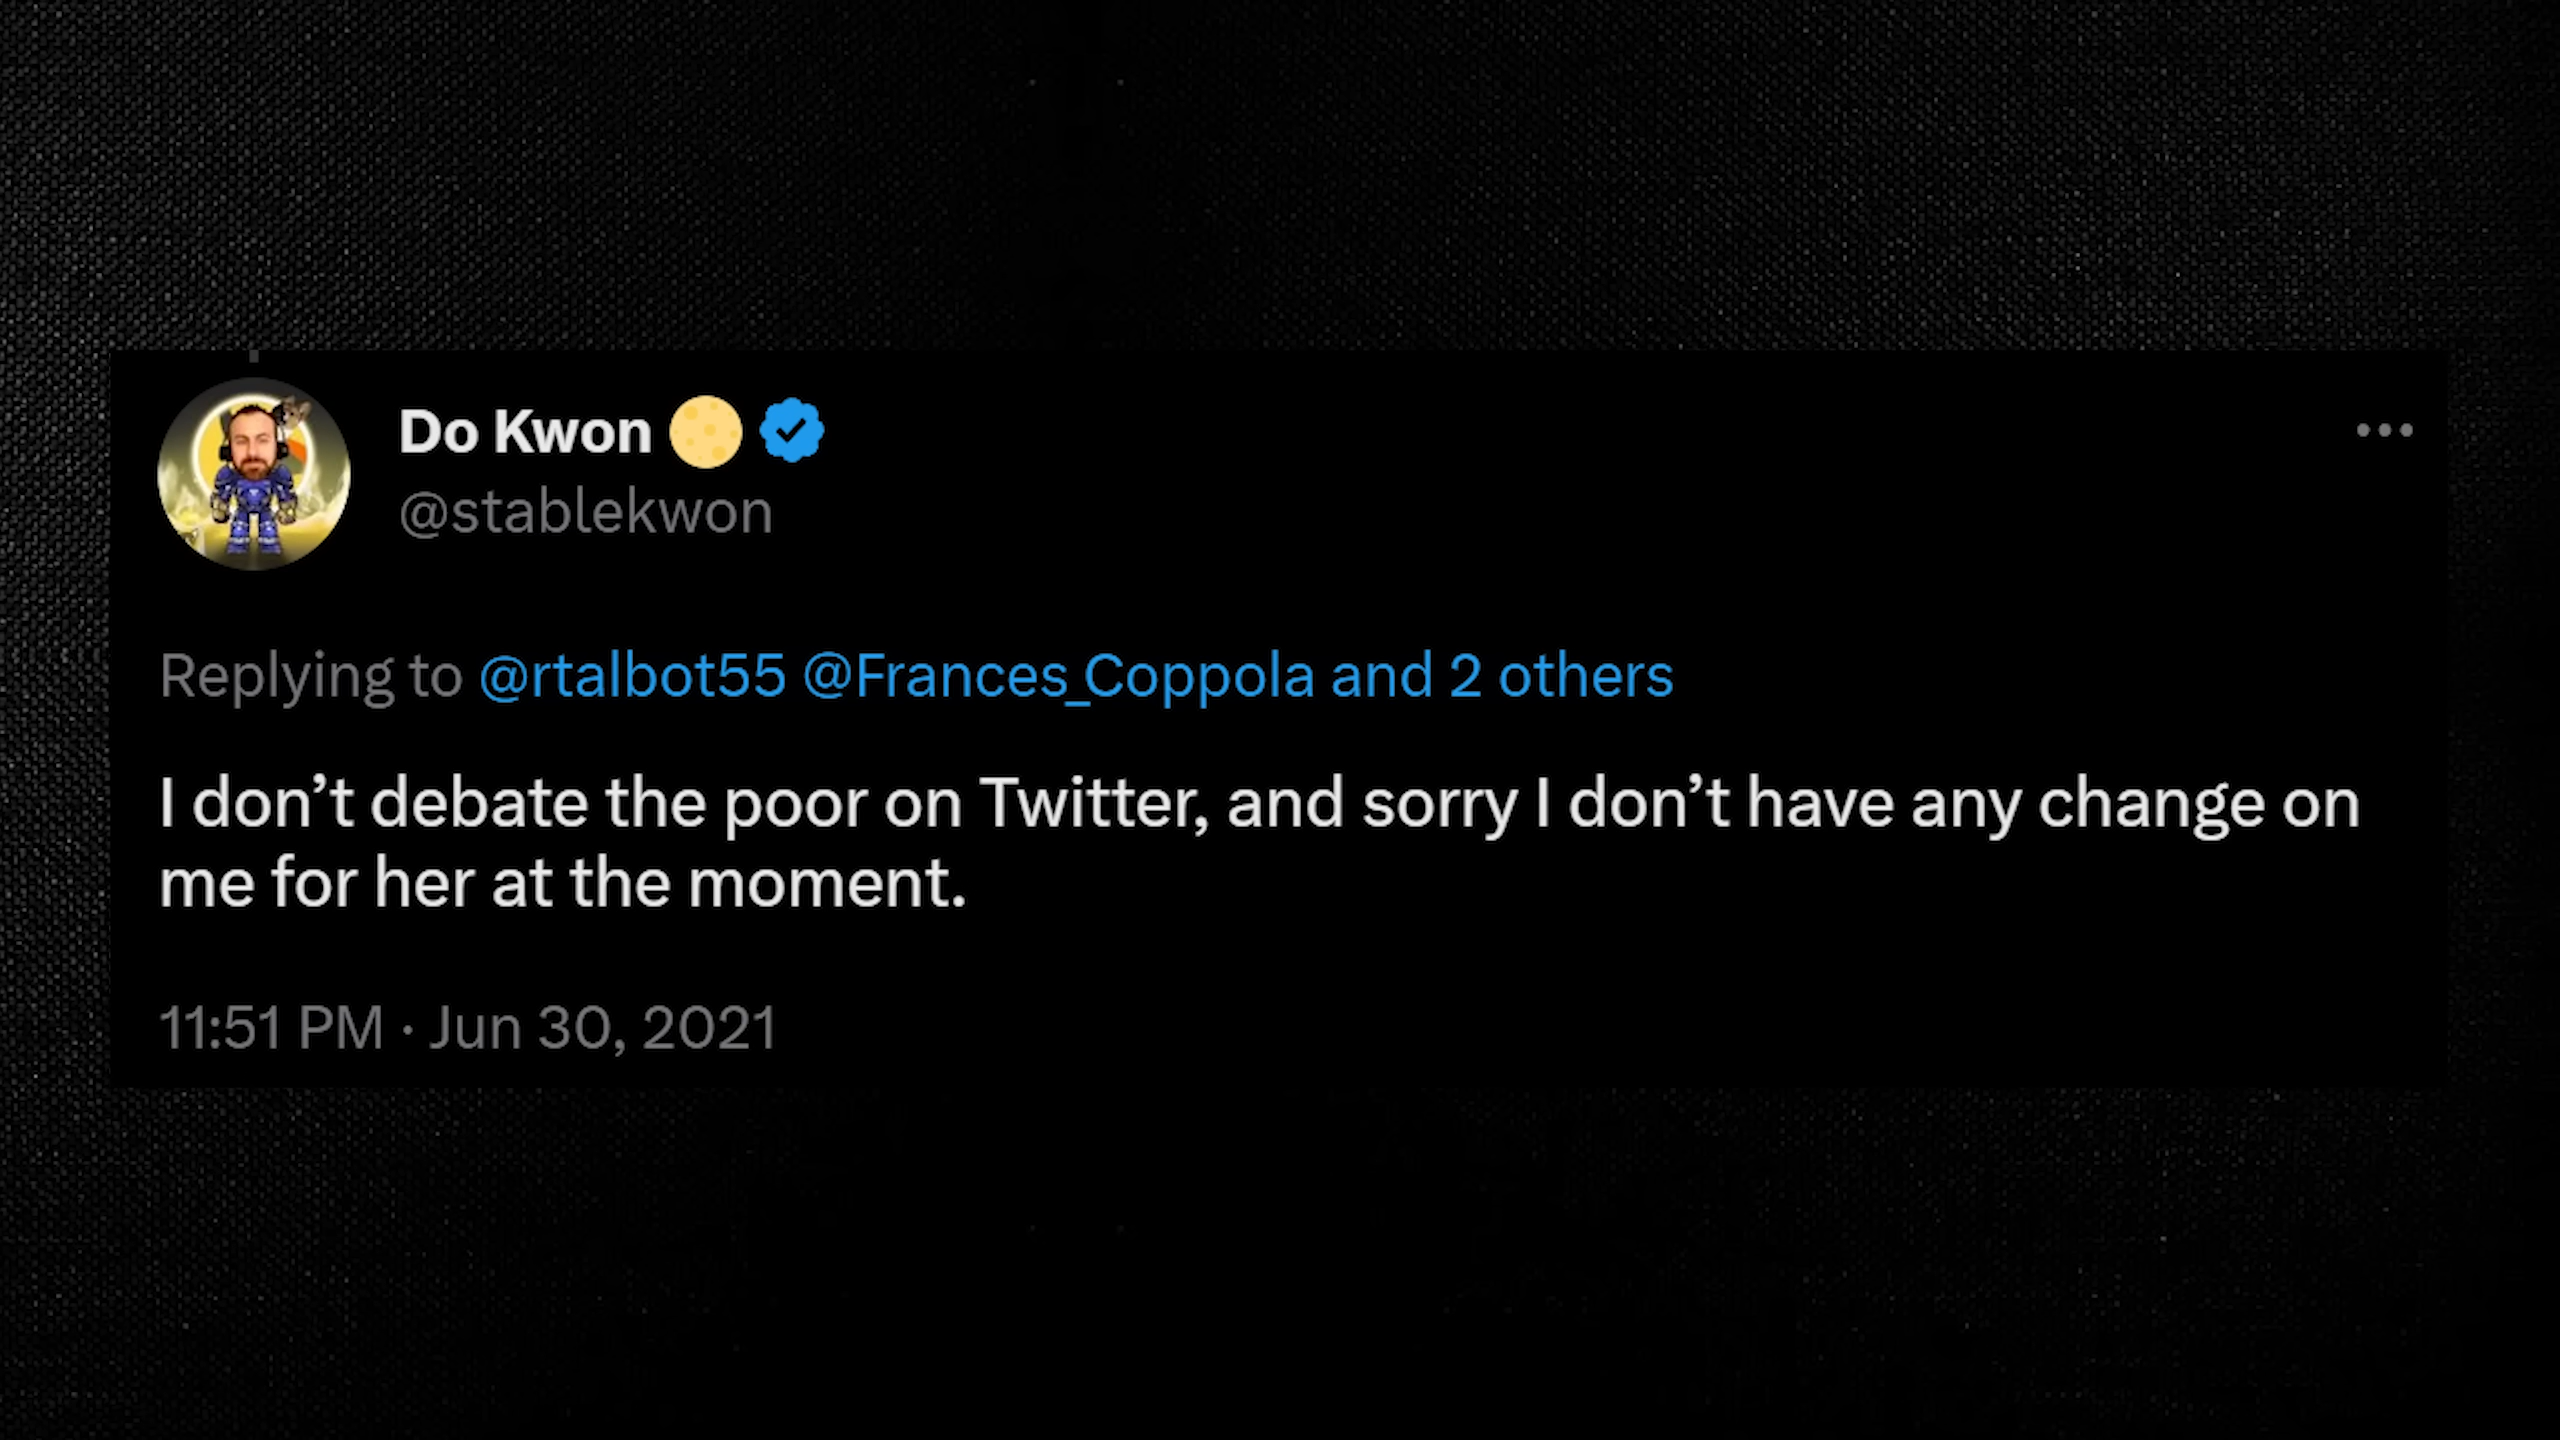 Do Kwon
@stablekwon
Replying to @rtalbot55 @Frances_Coppola and 2 others
I don’t debate the poor on Twitter, and sorry I don’t have any change on
me for her at the moment.
11:51 PM · Jun 30, 2021